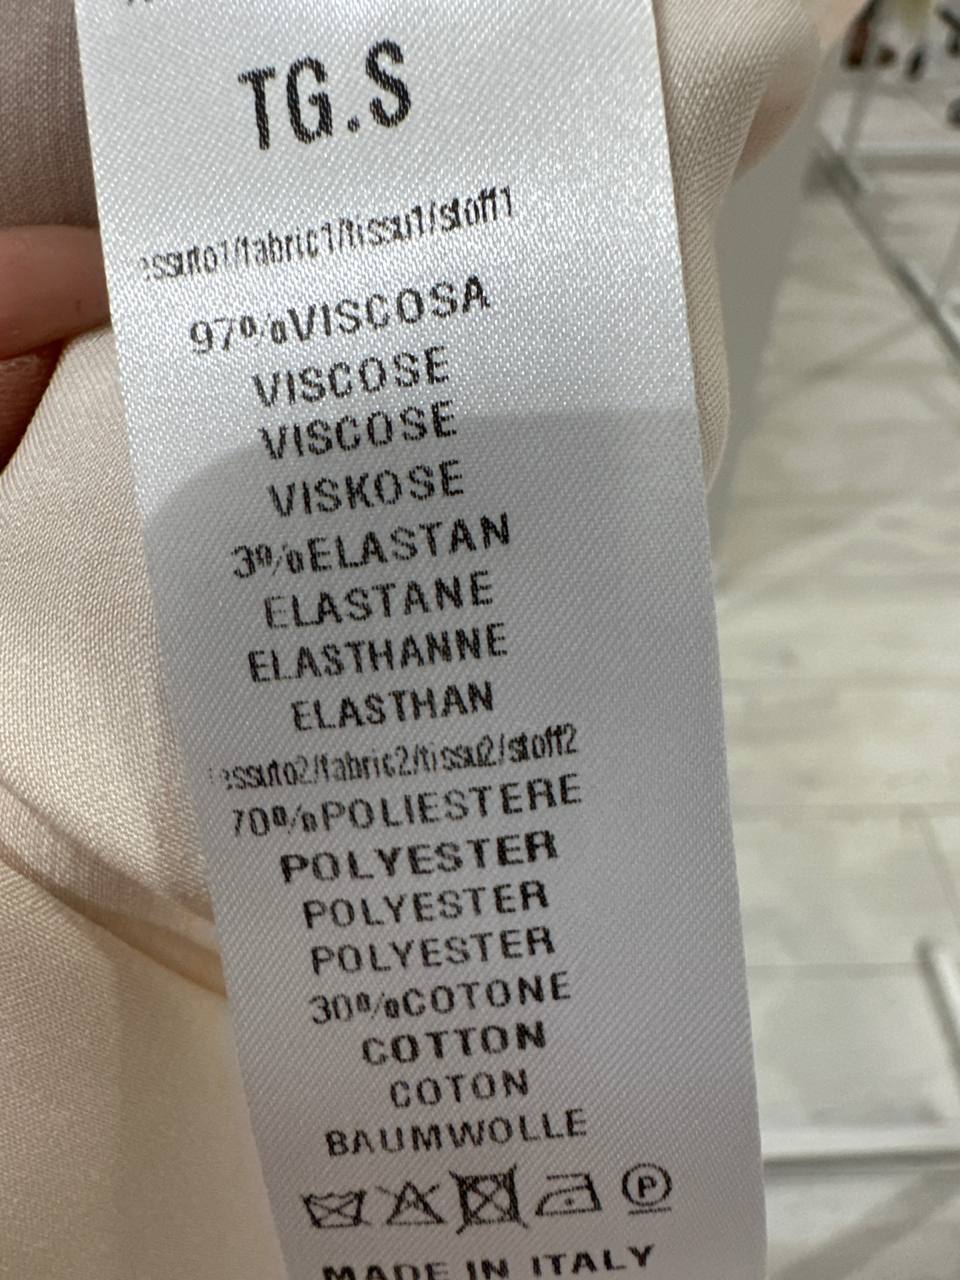 TG.S
essuto1/fabric1/tissu1/stoff1
97%VISCOSA
VISCOSE
VISCOSE
VISKOSE
3%ELASTAN
ELASTANE
ELASTHANNE
ELASTHAN
essuto2/fabric2/tissu2/stoff2
70%POLIESTERE
POLYESTER
POLYESTER
POLYESTER
30%COTONE
COTTON
COTON
BAUMWOLLE
P
MADE IN ITALY